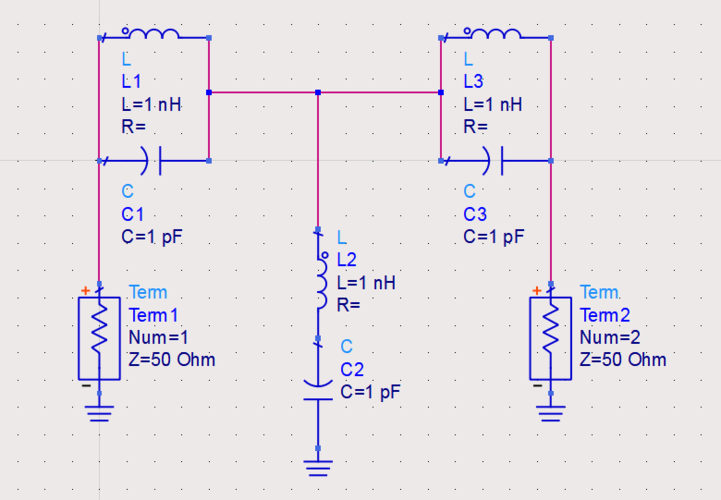 L
L1
L=1 nH
R=
C
C1
C=1 pF
L
L3
L=1 nH
R=
C
C3
C=1 pF
L
L2
L=1 nH
R=
C
C2
C=1 pF
+
Term
Term1
Num=1
Z=50 Ohm
-
+
Term
Term2
Num=2
Z=50 Ohm
-